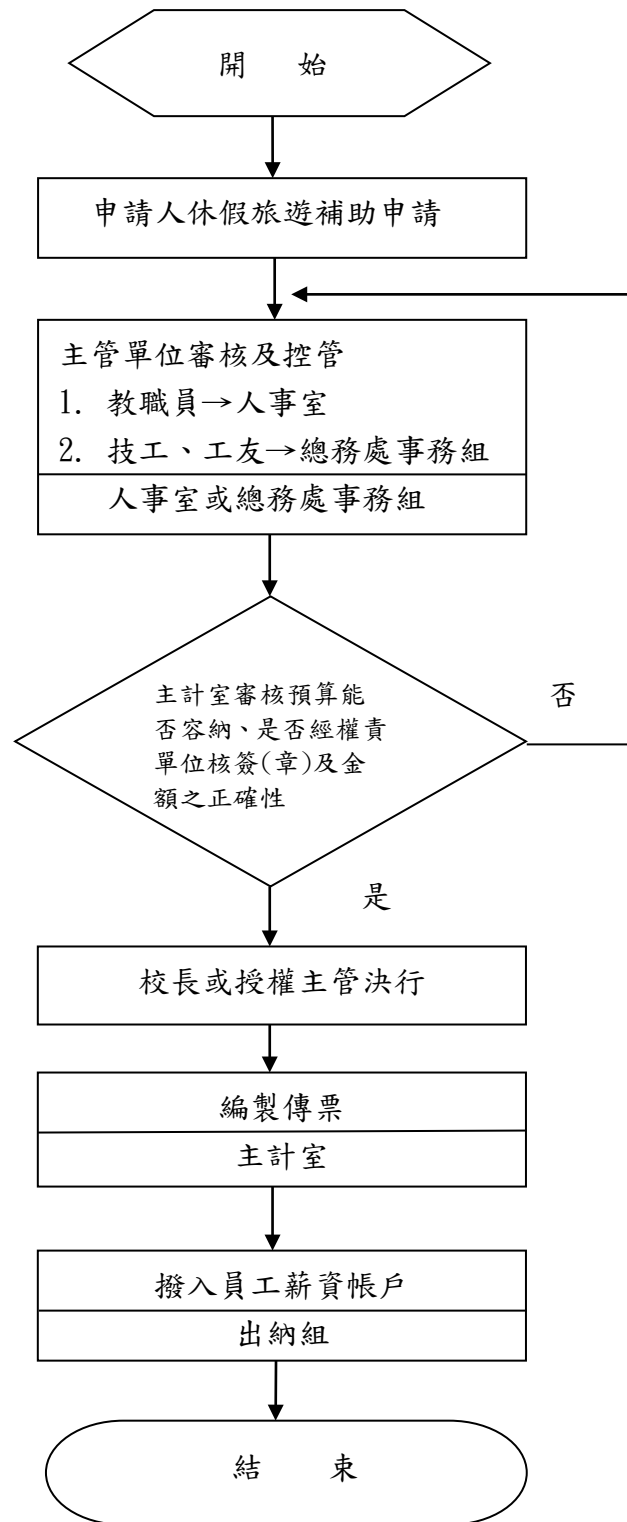 開 始
申請人休假旅遊補助申請
主管單位審核及控管
1. 教職員→人事室
2. 技工、工友→總務處事務組
人事室或總務處事務組
主計室審核預算能
否容納、是否經權責
單位核簽(章)及金
額之正確性
否
是
校長或授權主管決行
編製傳票
主計室
撥入員工薪資帳戶
出納組
結 束